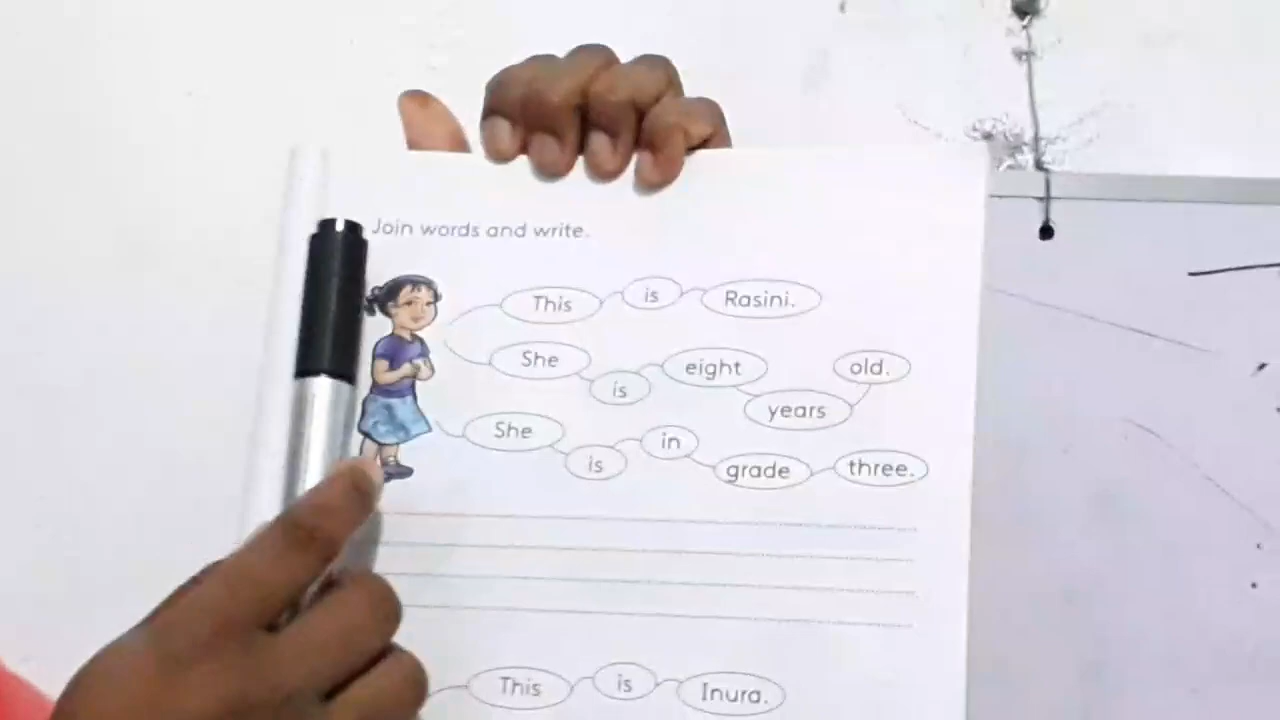 Join words and write.
This is Rasini.
She is eight years old.
She is in grade three.
This is Inura.